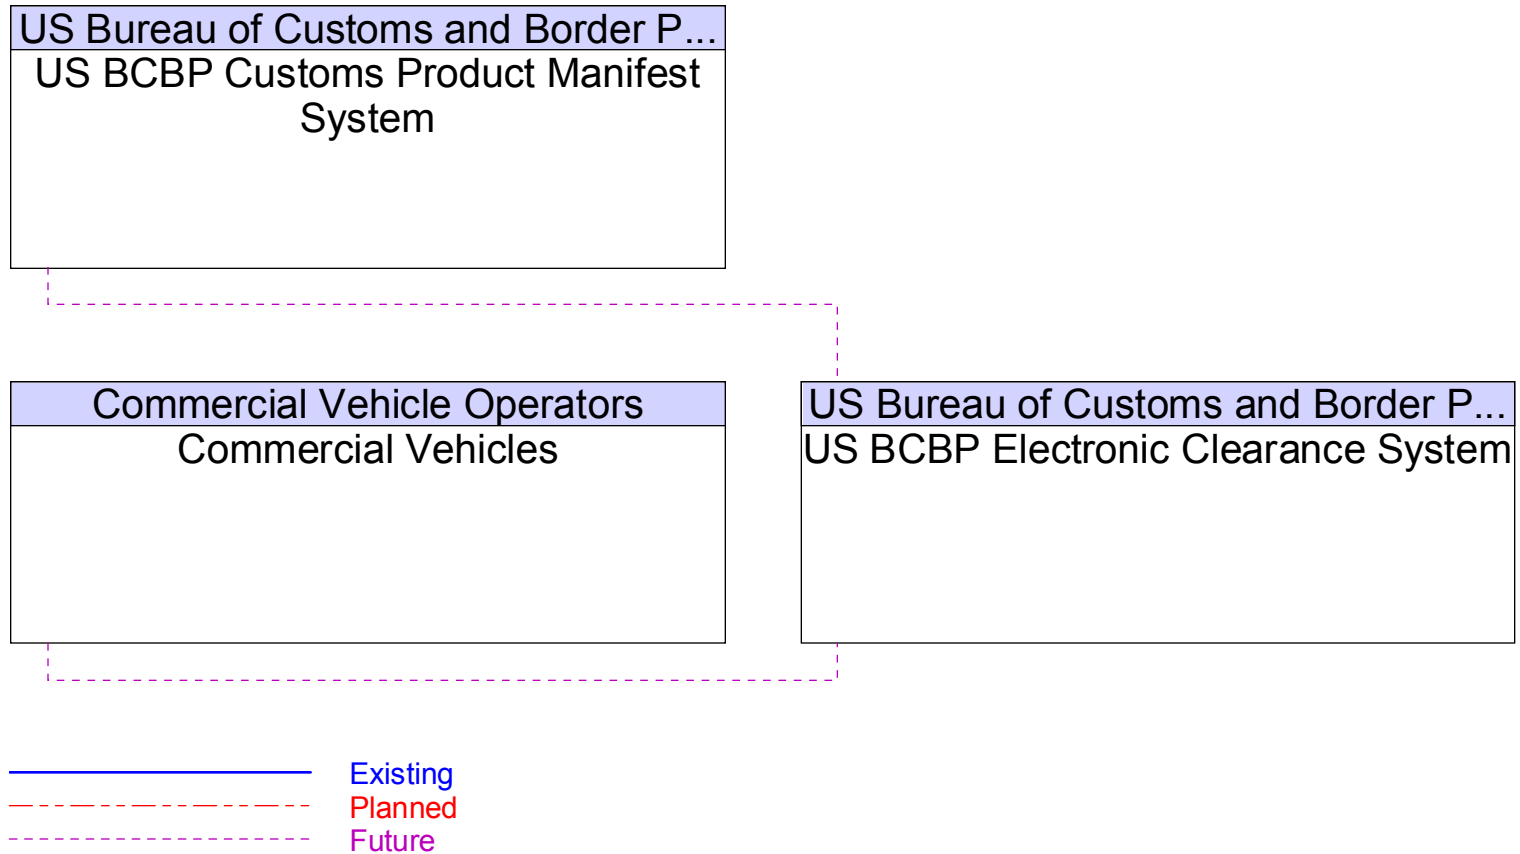 US Bureau of Customs and Border P...
US BCBP Customs Product Manifest
System
Commercial Vehicle Operators
Commercial Vehicles
US Bureau of Customs and Border P...
US BCBP Electronic Clearance System
Existing
Planned
Future